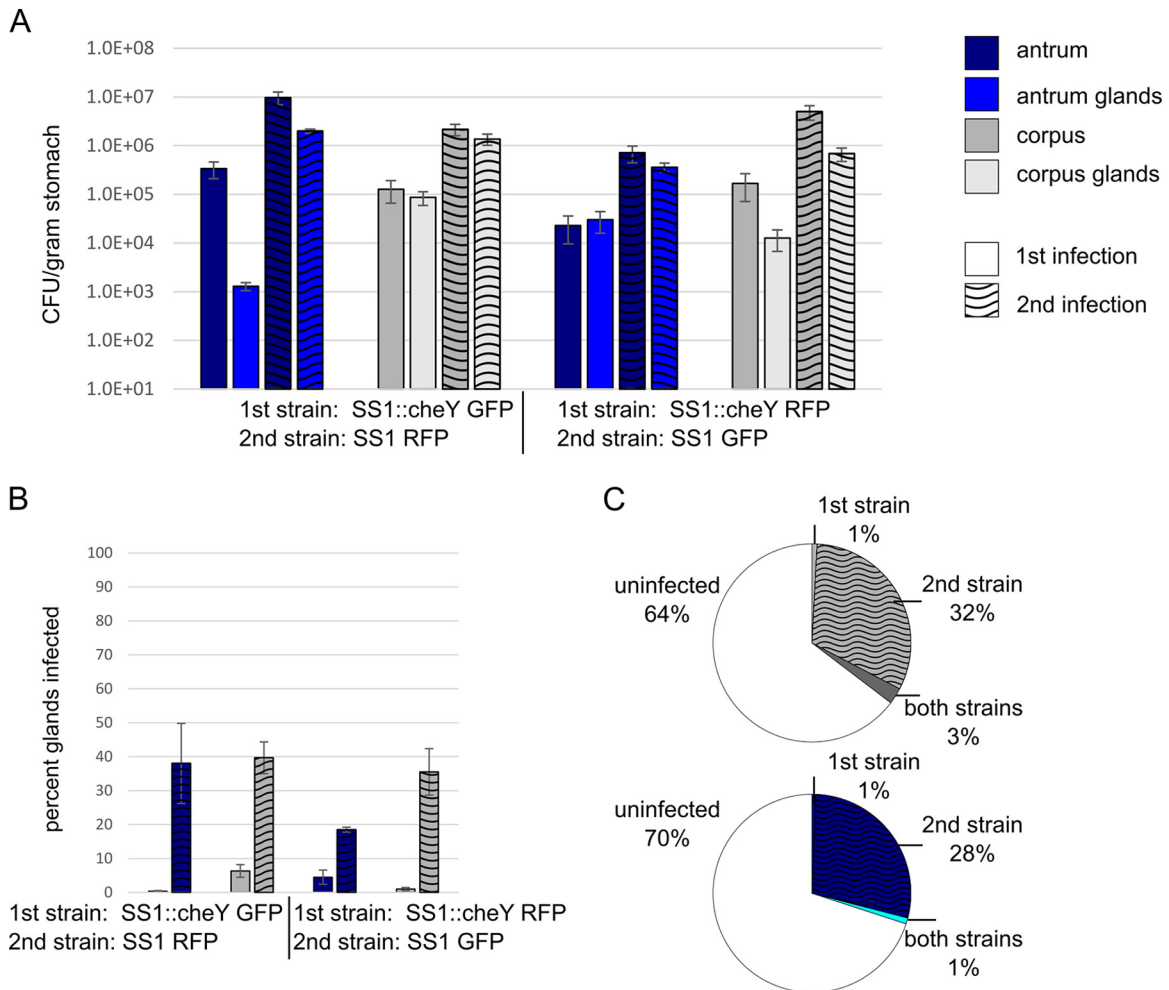 A
CFU/gram stomach
1.0E+08
1.0E+07
1.0E+06
1.0E+05
1.0E+04
1.0E+03
1.0E+02
1.0E+01
1st strain: SS1::cheY GFP
2nd strain: SS1 RFP
1st strain: SS1::cheY RFP
2nd strain: SS1 GFP
antrum
antrum glands
corpus
corpus glands
1st infection
2nd infection
B
percent glands infected
100
90
80
70
60
50
40
30
20
10
0
1st strain: SS1::cheY GFP
2nd strain: SS1 RFP
1st strain: SS1::cheY RFP
2nd strain: SS1 GFP
C
1st strain
1%
uninfected
64%
2nd strain
32%
both strains
3%
1st strain
1%
uninfected
70%
2nd strain
28%
both strains
1%